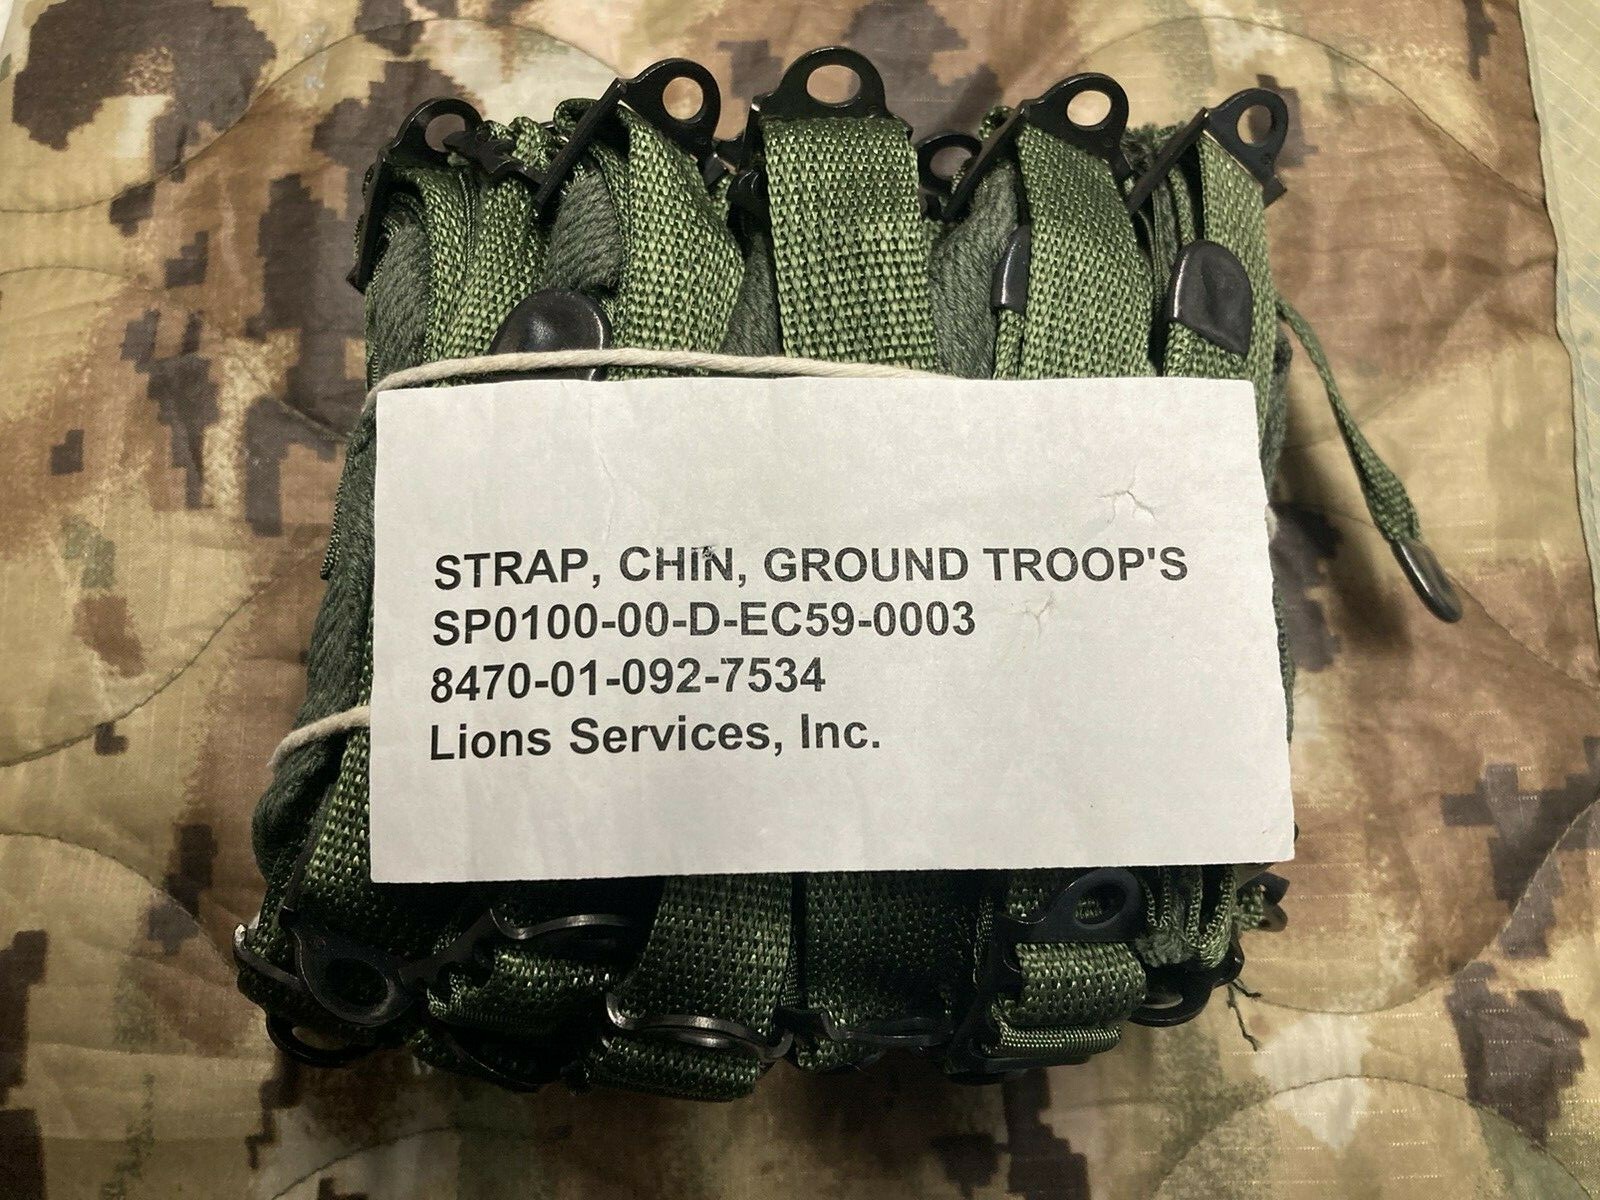 STRAP, CHIN, GROUND TROOP'S
SP0100-00-D-EC59-0003
8470-01-092-7534
Lions Services, Inc.